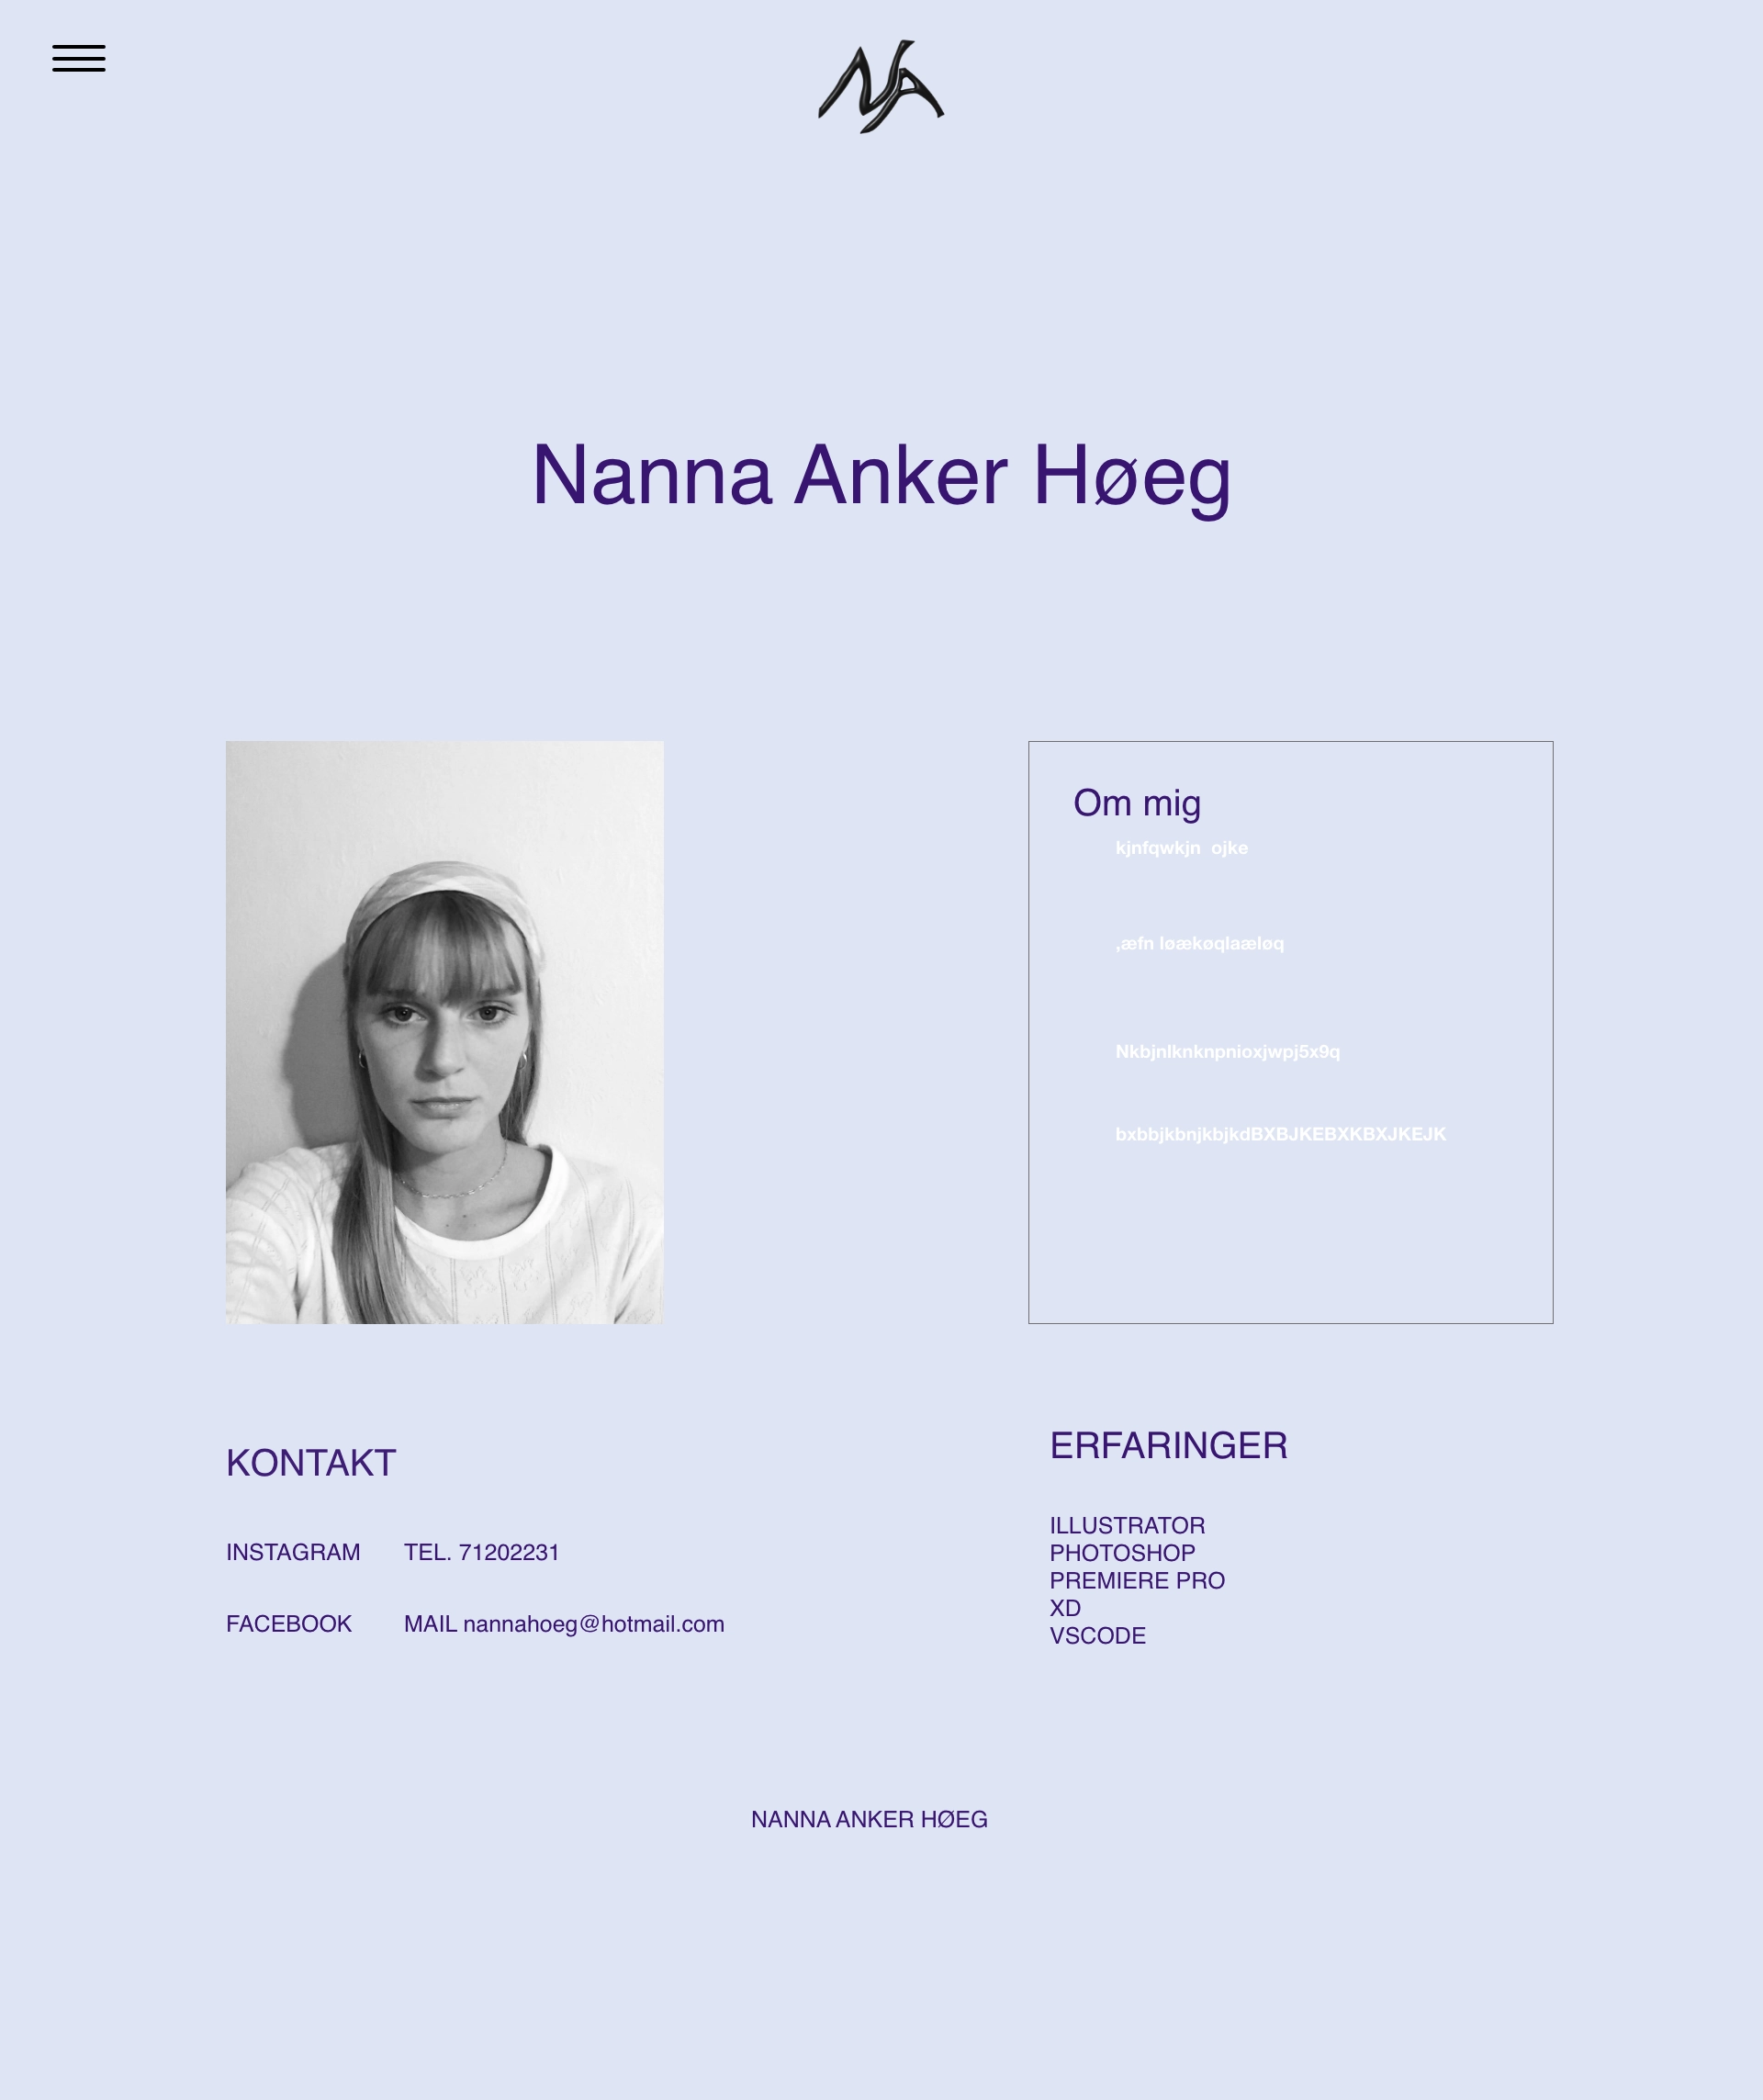 NA
Nanna Anker Høeg
Om mig
kjnfqwkjn ojke
,æfn løækøqlaæløq
Nkbjnlknknpnioxjwpj5x9q
bxbbjkbnjkbjkdBXBJKEBXKBXJKEJK
KONTAKT
INSTAGRAM TEL. 71202231
FACEBOOK MAIL nannahoeg@hotmail.com
ERFARINGER
ILLUSTRATOR
PHOTOSHOP
PREMIERE PRO
XD
VSCODE
NANNA ANKER HØEG